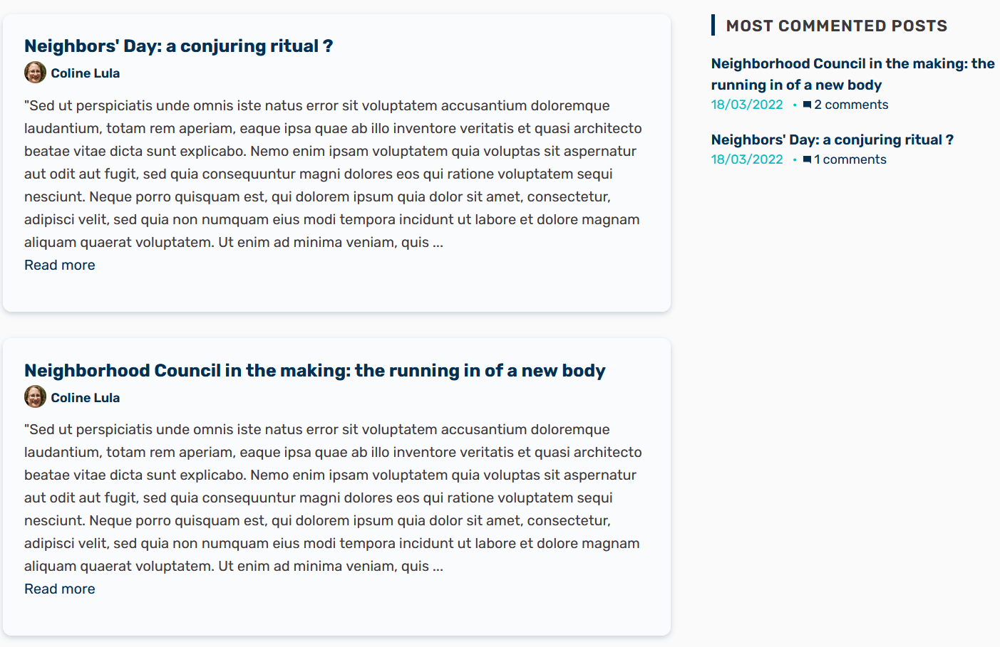 Neighbors' Day: a conjuring ritual ?
Coline Lula
"Sed ut perspiciatis unde omnis iste natus error sit voluptatem accusantium doloremque
laudantium, totam rem aperiam, eaque ipsa quae ab illo inventore veritatis et quasi architecto
beatae vitae dicta sunt explicabo. Nemo enim ipsam voluptatem quia voluptas sit aspernatur
aut odit aut fugit, sed quia consequuntur magni dolores eos qui ratione voluptatem sequi
nesciunt. Neque porro quisquam est, qui dolorem ipsum quia dolor sit amet, consectetur,
adipisci velit, sed quia non numquam eius modi tempora incidunt ut labore et dolore magnam
aliquam quaerat voluptatem. Ut enim ad minima veniam, quis ...
Read more
Neighborhood Council in the making: the running in of a new body
Coline Lula
"Sed ut perspiciatis unde omnis iste natus error sit voluptatem accusantium doloremque
laudantium, totam rem aperiam, eaque ipsa quae ab illo inventore veritatis et quasi architecto
beatae vitae dicta sunt explicabo. Nemo enim ipsam voluptatem quia voluptas sit aspernatur
aut odit aut fugit, sed quia consequuntur magni dolores eos qui ratione voluptatem sequi
nesciunt. Neque porro quisquam est, qui dolorem ipsum quia dolor sit amet, consectetur,
adipisci velit, sed quia non numquam eius modi tempora incidunt ut labore et dolore magnam
aliquam quaerat voluptatem. Ut enim ad minima veniam, quis ...
Read more
MOST COMMENTED POSTS
Neighborhood Council in the making: the
running in of a new body
18/03/2022 • 2 comments
Neighbors' Day: a conjuring ritual ?
18/03/2022 • 1 comments